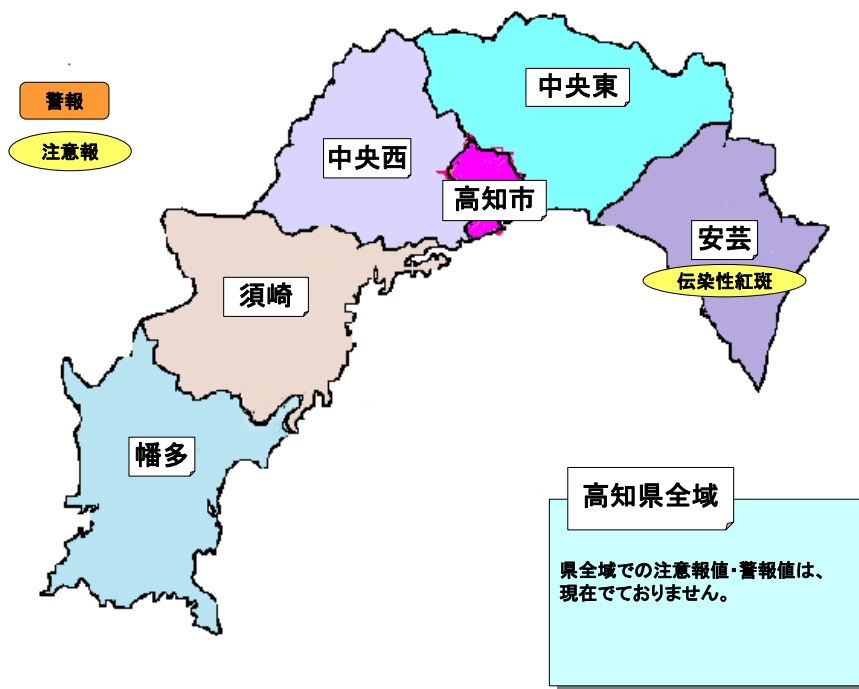 警報
注意報
中央東
中央西
高知市
安芸
伝染性紅斑
須崎
幡多
高知県全域
県全域での注意報値・警報値は、
現在でておりません。